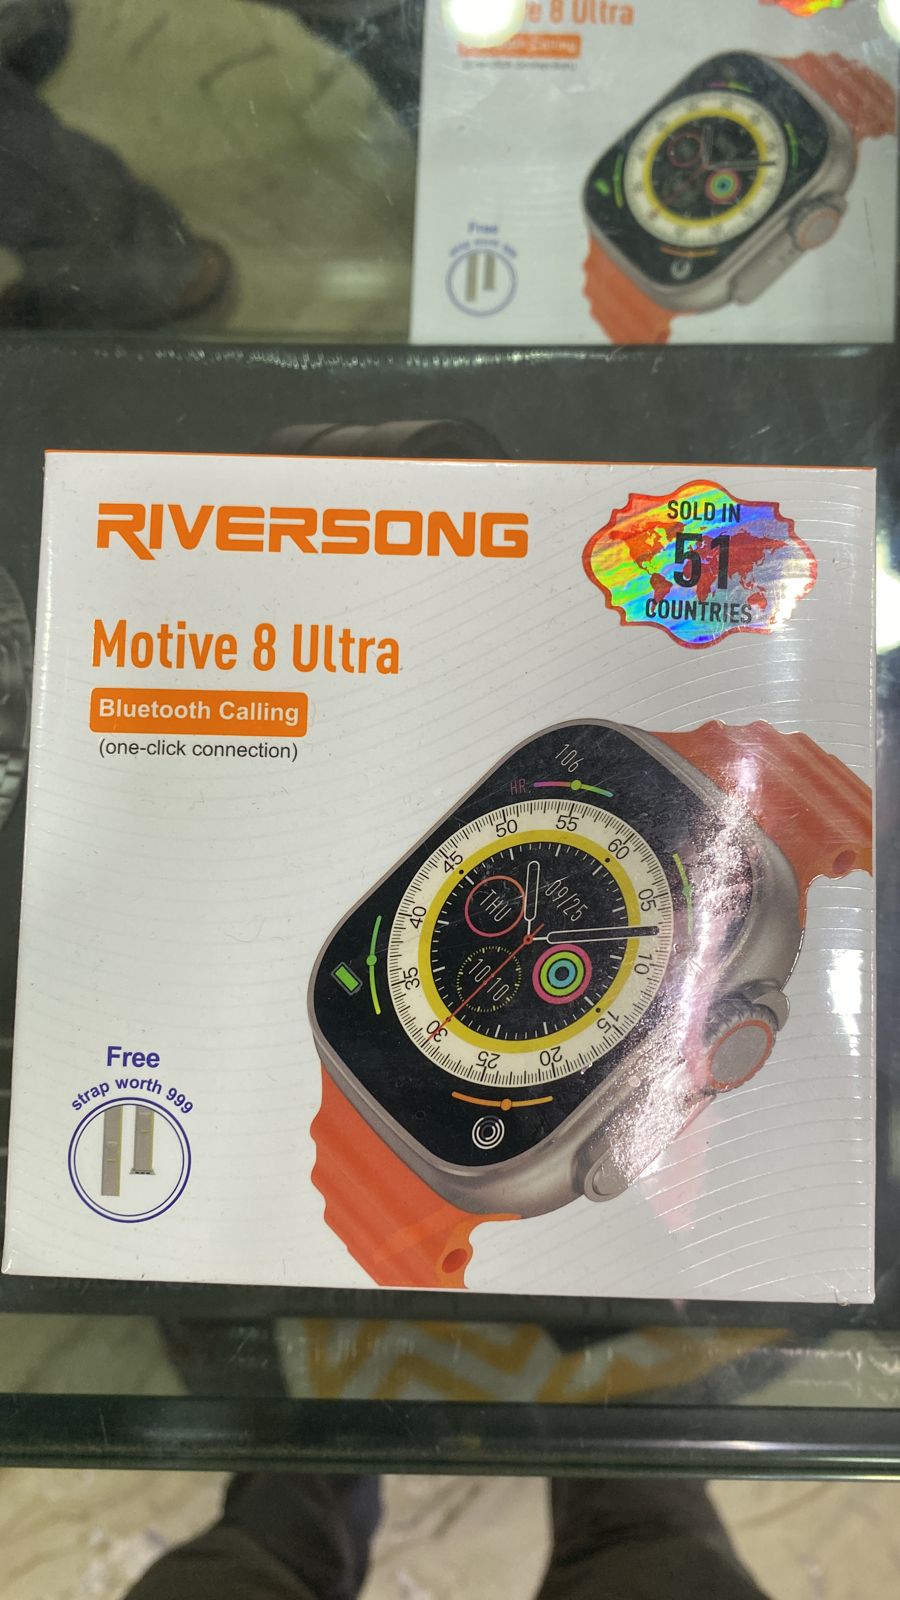 8 Ultra
Free
RIVERSONG
SOLD IN
51
COUNTRIES
Motive 8 Ultra
Bluetooth Calling
(one-click connection)
106
HR.
60
05
10
15
20
25
30
35
40
45
50
55
THU
09/25
10/10
Free
strap worth 999